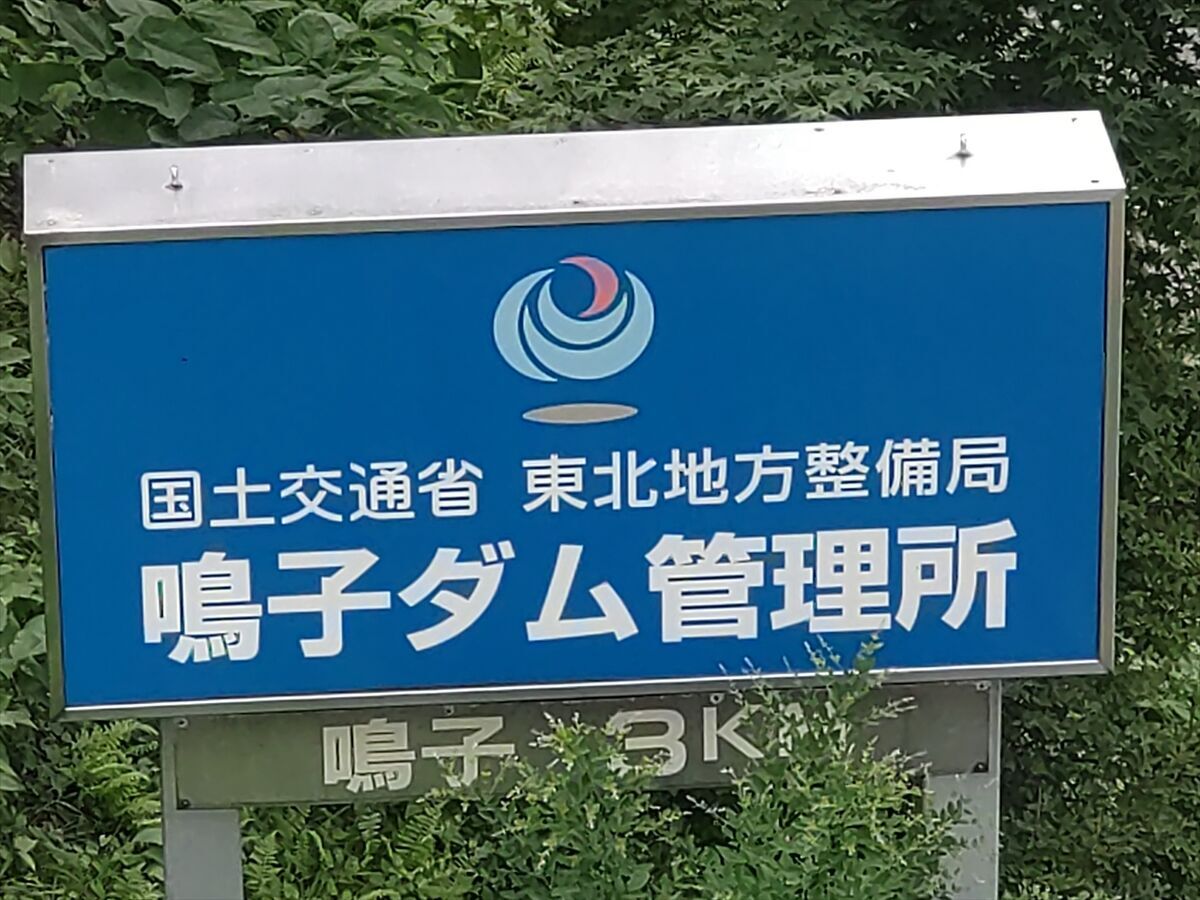 国土交通省 東北地方整備局
鳴子ダム管理所
鳴子 3KM